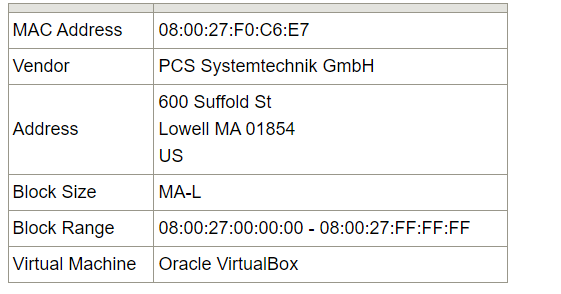 MAC Address 08:00:27:F0:C6:E7
Vendor PCS Systemtechnik GmbH
Address 600 Suffold St
Lowell MA 01854
US
Block Size MA-L
Block Range 08:00:27:00:00:00 - 08:00:27:FF:FF:FF
Virtual Machine Oracle VirtualBox